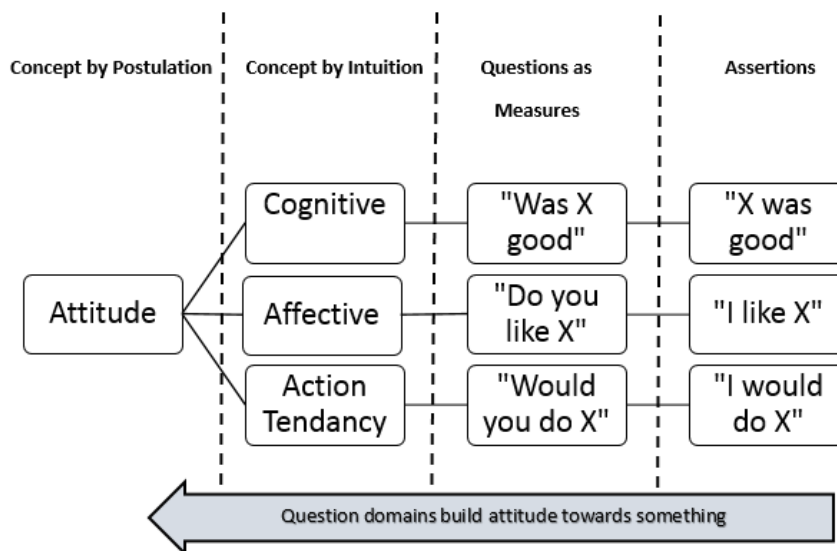 Concept by Postulation
Concept by Intuition
Questions as
Measures
Assertions
Cognitive
"Was X
good"
"X was
good"
Attitude
Affective
"Do you
like X"
"I like X"
Action
Tendancy
"Would
you do X"
"I would
do X"
Question domains build attitude towards something